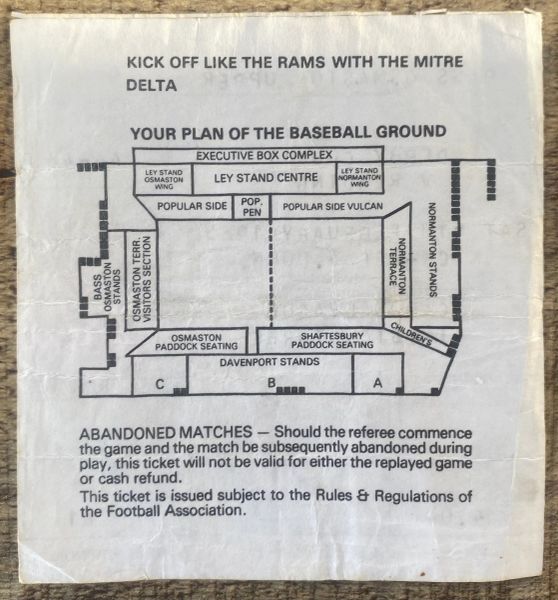 KICK OFF LIKE THE RAMS WITH THE MITRE
DELTA
YOUR PLAN OF THE BASEBALL GROUND
EXECUTIVE BOX COMPLEX
LEY STAND
OSMASTON
WING
LEY STAND CENTRE
LEY STAND
NORMANTON
WING
POPULAR SIDE
POP.
PEN
POPULAR SIDE VULCAN
BASS
OSMASTON
STANDS
OSMASTON TERR.
VISITORS SECTION
NORMANTON
TERRACE
NORMANTON STANDS
CHILDREN'S
OSMASTON
PADDOCK SEATING
SHAFTESBURY
PADDOCK SEATING
DAVENPORT STANDS
C
B
A
ABANDONED MATCHES — Should the referee commence
the game and the match be subsequently abandoned during
play, this ticket will not be valid for either the replayed game
or cash refund.
This ticket is issued subject to the Rules & Regulations of
the Football Association.